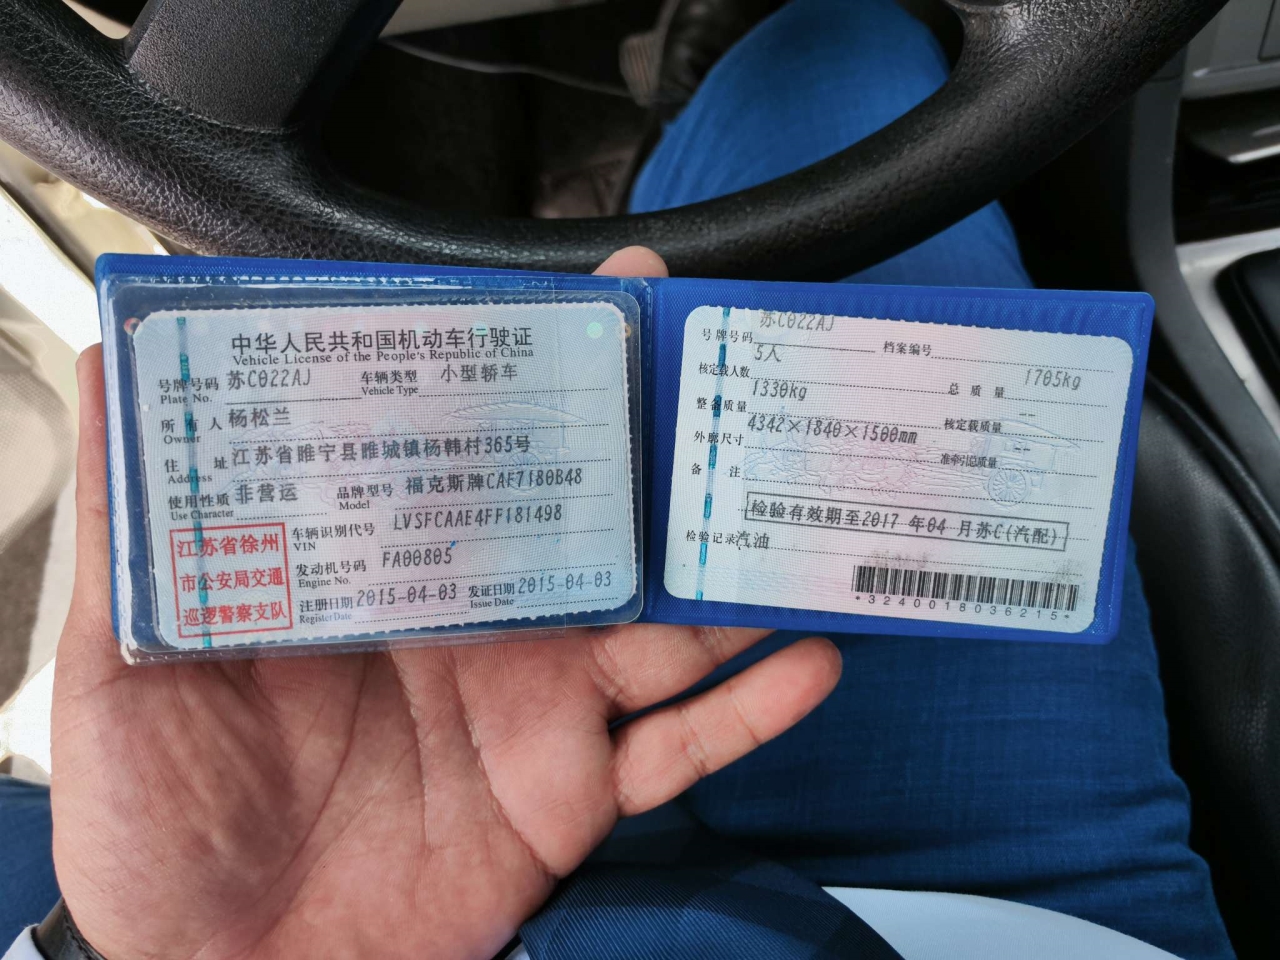 中华人民共和国机动车行驶证
Vehicle License of the People's Republic of China
号牌号码 苏C022AJ 车辆类型 小型轿车
Plate No. Vehicle Type
所有人 杨松兰
Owner
住址 江苏省睢宁县睢城镇杨韩村365号
Address
使用性质 非营运 品牌型号 福克斯牌CAF7180B48
Use Character Model
江苏省徐州
市公安局交通
巡逻警察支队
车辆识别代号 LVSFCAAE4FF181498
VIN
发动机号码 FA00805
Engine No.
注册日期 2015-04-03 发证日期 2015-04-03
Register Date Issue Date
号牌号码 苏C022AJ 档案编号
核定载人数 5人 总质量 1705kg
整备质量 1330kg 核定载质量 --
外廓尺寸 4342×1840×1500mm 准牵引总质量 --
备注
检验有效期至2017年04月苏C(汽配)
检验记录 汽油
*3240018036215*